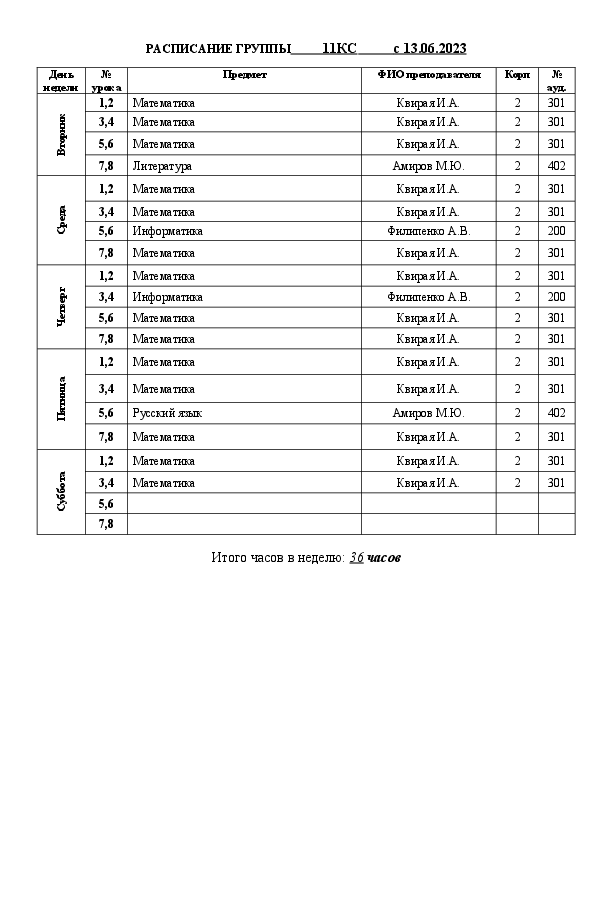 РАСПИСАНИЕ ГРУППЫ 11КС с 13.06.2023
День недели № урока Предмет ФИО преподавателя Корп № ауд.
Вторник
1,2 Математика Квирая И.А. 2 301
3,4 Математика Квирая И.А. 2 301
5,6 Математика Квирая И.А. 2 301
7,8 Литература Амиров М.Ю. 2 402
Среда
1,2 Математика Квирая И.А. 2 301
3,4 Математика Квирая И.А. 2 301
5,6 Информатика Филипенко А.В. 2 200
7,8 Математика Квирая И.А. 2 301
Четверг
1,2 Математика Квирая И.А. 2 301
3,4 Информатика Филипенко А.В. 2 200
5,6 Математика Квирая И.А. 2 301
7,8 Математика Квирая И.А. 2 301
Пятница
1,2 Математика Квирая И.А. 2 301
3,4 Математика Квирая И.А. 2 301
5,6 Русский язык Амиров М.Ю. 2 402
7,8 Математика Квирая И.А. 2 301
Суббота
1,2 Математика Квирая И.А. 2 301
3,4 Математика Квирая И.А. 2 301
5,6
7,8
Итого часов в неделю: 36 часов